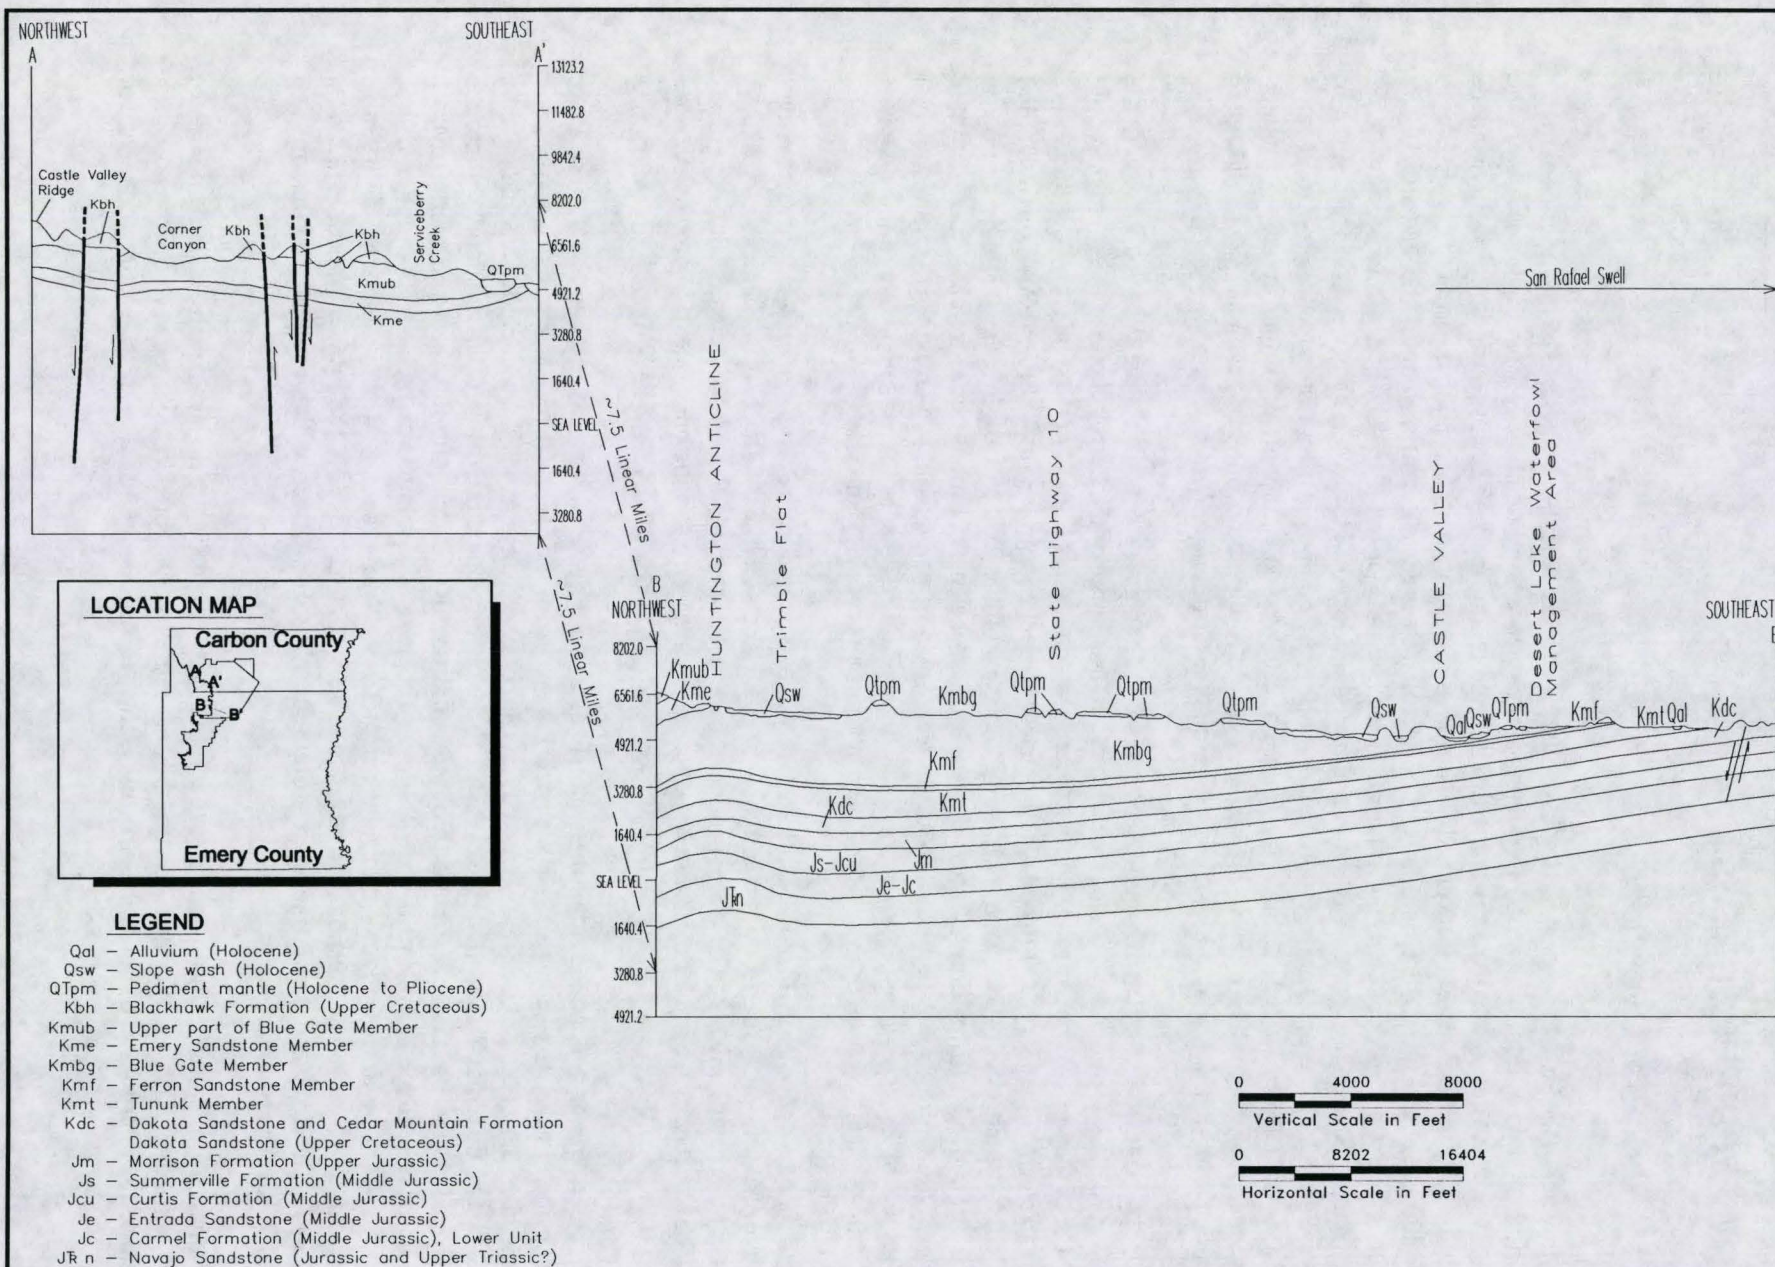 NORTHWEST
A
SOUTHEAST
A'
13123.2
11482.8
9842.4
8202.0
6561.6
4921.2
3280.8
1640.4
SEA LEVEL
1640.4
3280.8
Castle Valley
Ridge
Kbh
Corner
Canyon
Kbh
Kbh
Serviceberry
Creek
QTpm
Kmub
Kme
~7.5 Linear Miles
~7.5 Linear Miles
San Rafael Swell
LOCATION MAP
Carbon County
A
A'
B
B'
Emery County
B
NORTHWEST
SOUTHEAST
8202.0
6561.6
4921.2
3280.8
1640.4
SEA LEVEL
1640.4
3280.8
4921.2
HUNTINGTON ANTICLINE
Trimble Flat
State Highway 10
CASTLE VALLEY
Desert Lake Waterfowl
Management Area
Kmub
Kme
Qsw
Qtpm
Kmbg
Qtpm
Qtpm
Qtpm
Qsw
Qal
Qsw
QTpm
Kmf
Kmt
Qal
Kdc
Kmbg
Kmf
Kdc
Kmt
Js-Jcu
Jm
Je-Jc
JTRn
LEGEND
Qal – Alluvium (Holocene)
Qsw – Slope wash (Holocene)
QTpm – Pediment mantle (Holocene to Pliocene)
Kbh – Blackhawk Formation (Upper Cretaceous)
Kmub – Upper part of Blue Gate Member
Kme – Emery Sandstone Member
Kmbg – Blue Gate Member
Kmf – Ferron Sandstone Member
Kmt – Tununk Member
Kdc – Dakota Sandstone and Cedar Mountain Formation
Dakota Sandstone (Upper Cretaceous)
Jm – Morrison Formation (Upper Jurassic)
Js – Summerville Formation (Middle Jurassic)
Jcu – Curtis Formation (Middle Jurassic)
Je – Entrada Sandstone (Middle Jurassic)
Jc – Carmel Formation (Middle Jurassic), Lower Unit
JTR n – Navajo Sandstone (Jurassic and Upper Triassic?)
0 4000 8000
Vertical Scale in Feet
0 8202 16404
Horizontal Scale in Feet